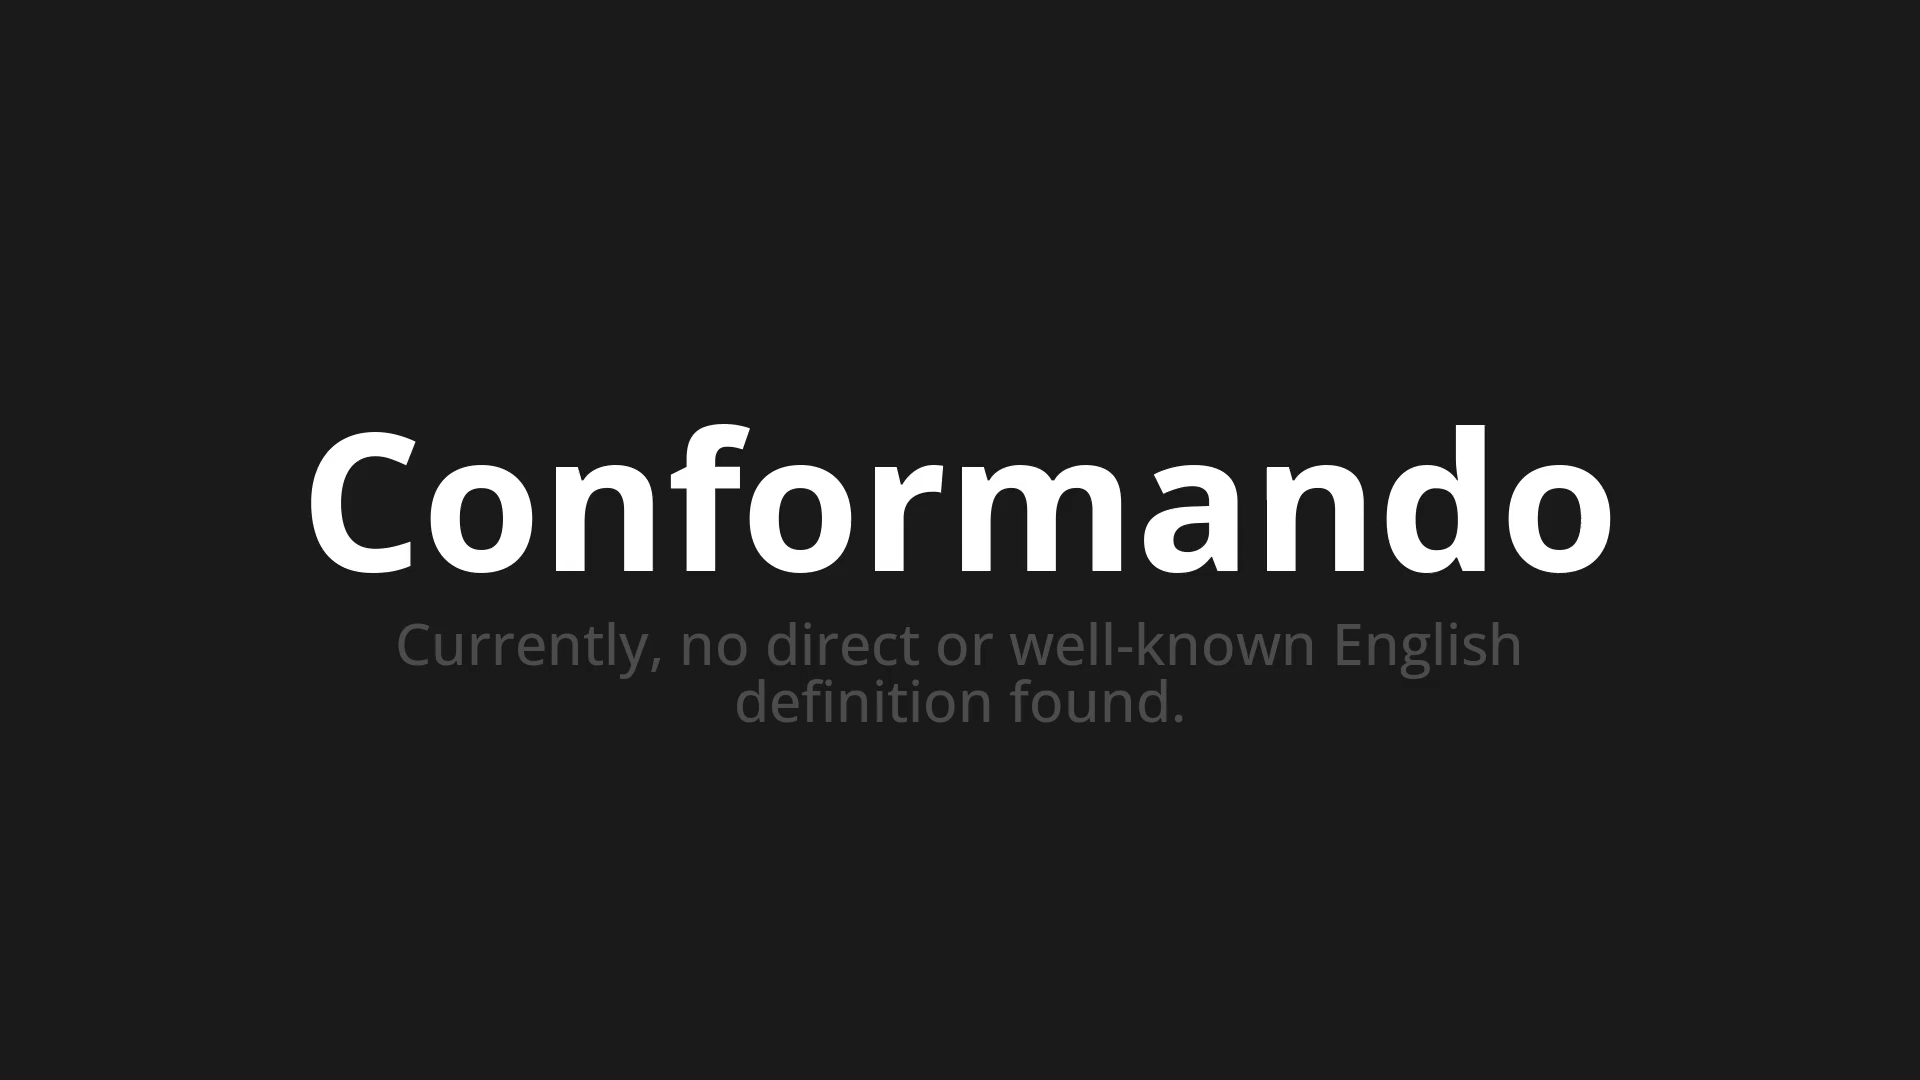 Conformando
Currently, no direct or well-known English
definition found.